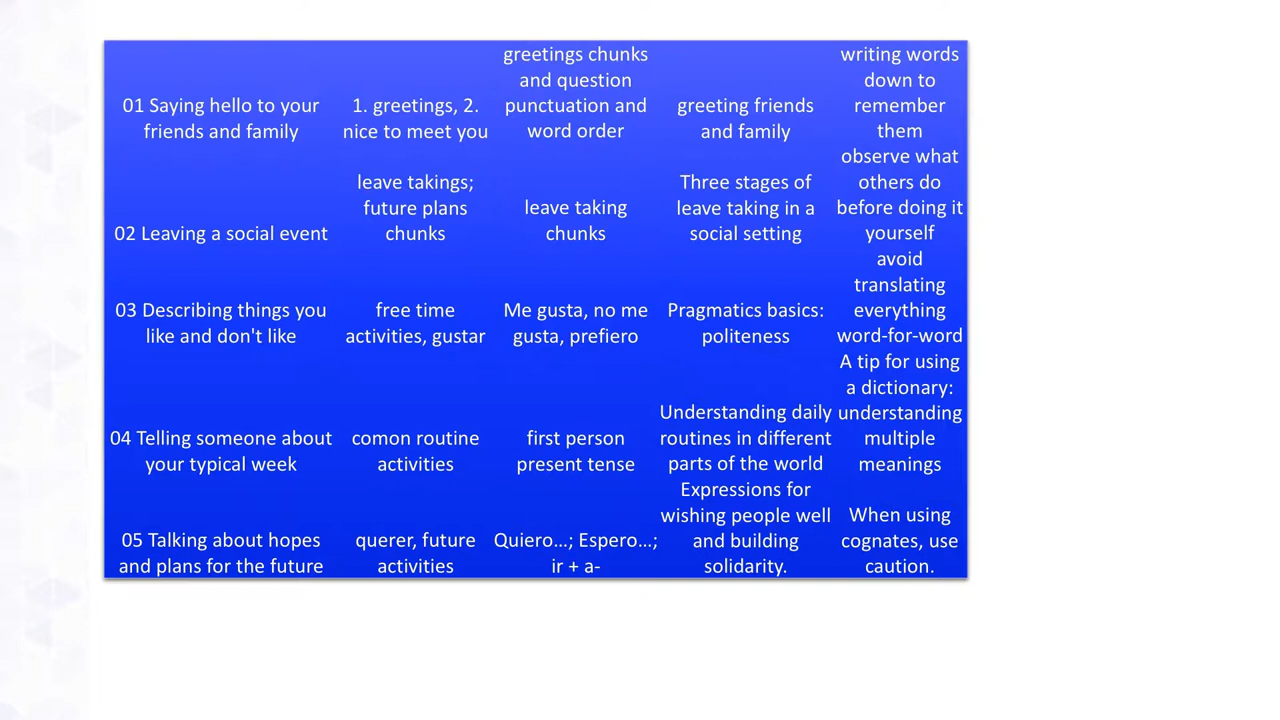 01 Saying hello to your
friends and family
1. greetings, 2.
nice to meet you
greetings chunks
and question
punctuation and
word order
greeting friends
and family
writing words
down to
remember
them
02 Leaving a social event
leave takings;
future plans
chunks
leave taking
chunks
Three stages of
leave taking in a
social setting
observe what
others do
before doing it
yourself
03 Describing things you
like and don't like
free time
activities, gustar
Me gusta, no me
gusta, prefiero
Pragmatics basics:
politeness
avoid
translating
everything
word-for-word
04 Telling someone about
your typical week
comon routine
activities
first person
present tense
Understanding daily
routines in different
parts of the world
A tip for using
a dictionary:
understanding
multiple
meanings
05 Talking about hopes
and plans for the future
querer, future
activities
Quiero...; Espero...;
ir + a-
Expressions for
wishing people well
and building
solidarity.
When using
cognates, use
caution.